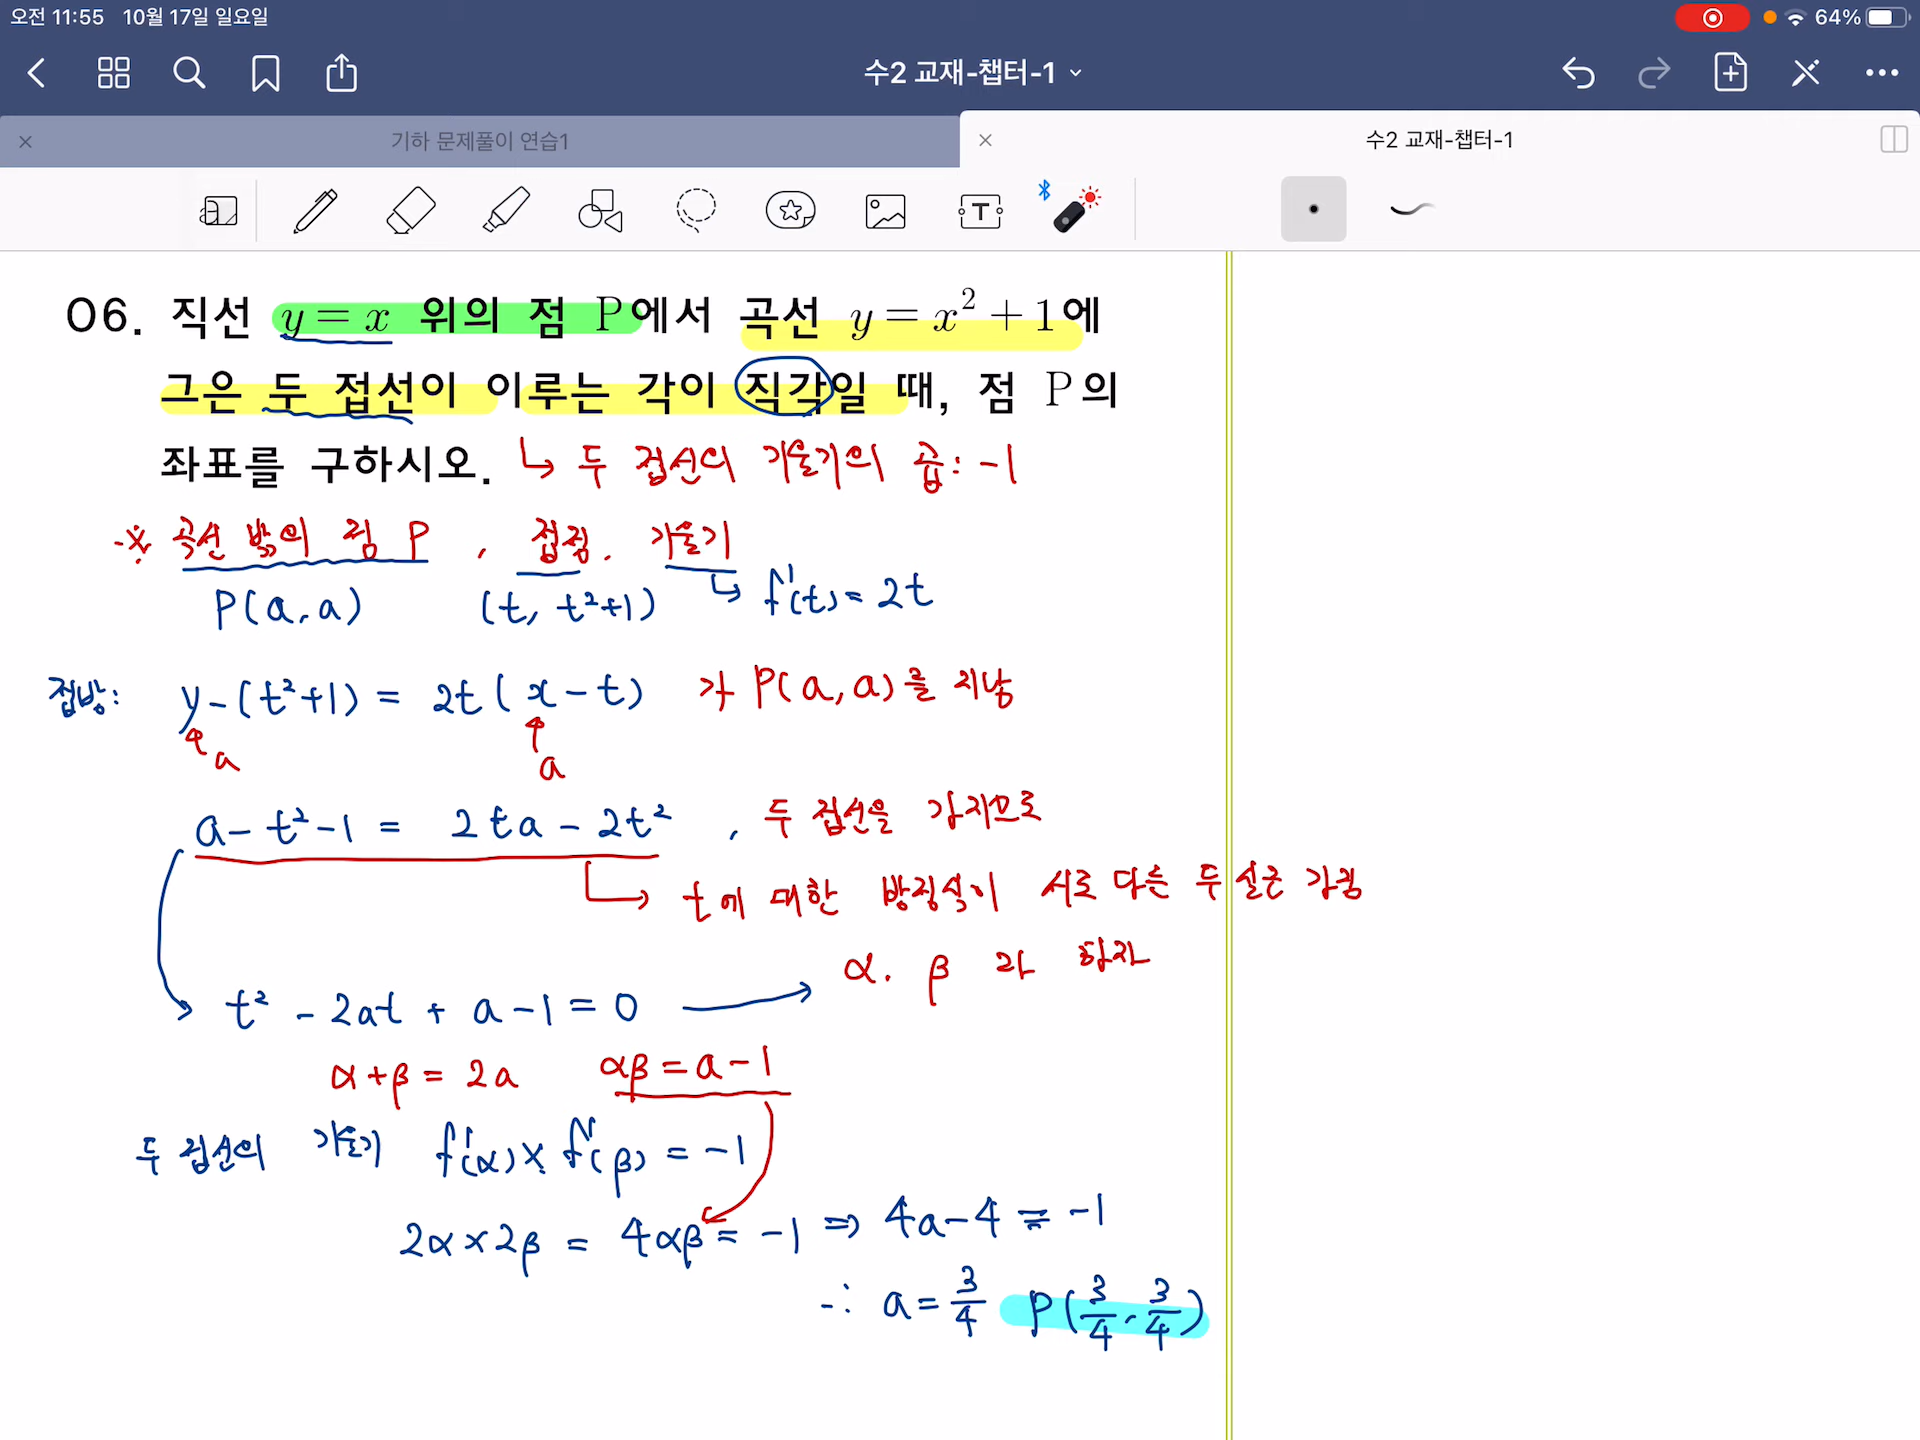 오전 11:55 10월 17일 일요일 64%
수2 교재-챕터-1
기하 문제풀이 연습1
수2 교재-챕터-1
06. 직선 y = x 위의 점 P에서 곡선 y = x² + 1에
그은 두 접선이 이루는 각이 직각일 때, 점 P의
좌표를 구하시오. ↳ 두 접선의 기울기의 곱: -1
※ 곡선 밖의 점 P, 접점, 기울기
P(a, a) (t, t²+1) ↳ f'(t) = 2t
접방: y-(t²+1) = 2t(x-t) 가 P(a, a)를 지남
a a
a-t²-1 = 2ta-2t², 두 접선을 가지므로
→ t에 대한 방정식이 서로 다른 두 실근 가짐
α, β 라 하자
t² - 2at + a-1 = 0 →
α+β = 2a αβ = a-1
두 접선의 기울기 f'(α) × f'(β) = -1
2α×2β = 4αβ = -1 ⇒ 4a-4 = -1
∴ a = 3/4 P(3/4, 3/4)